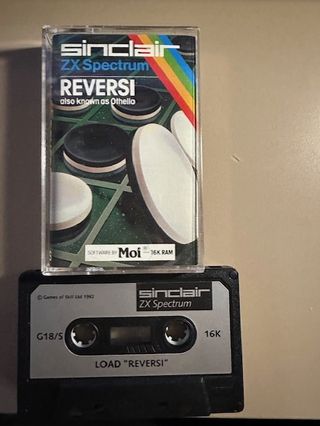 sinclair
ZX Spectrum
REVERSI
also known as Othello
SOFTWARE BY Moi 16K RAM
© Games of Skill Ltd 1982
sinclair
ZX Spectrum
G18/S
16K
LOAD "REVERSI"